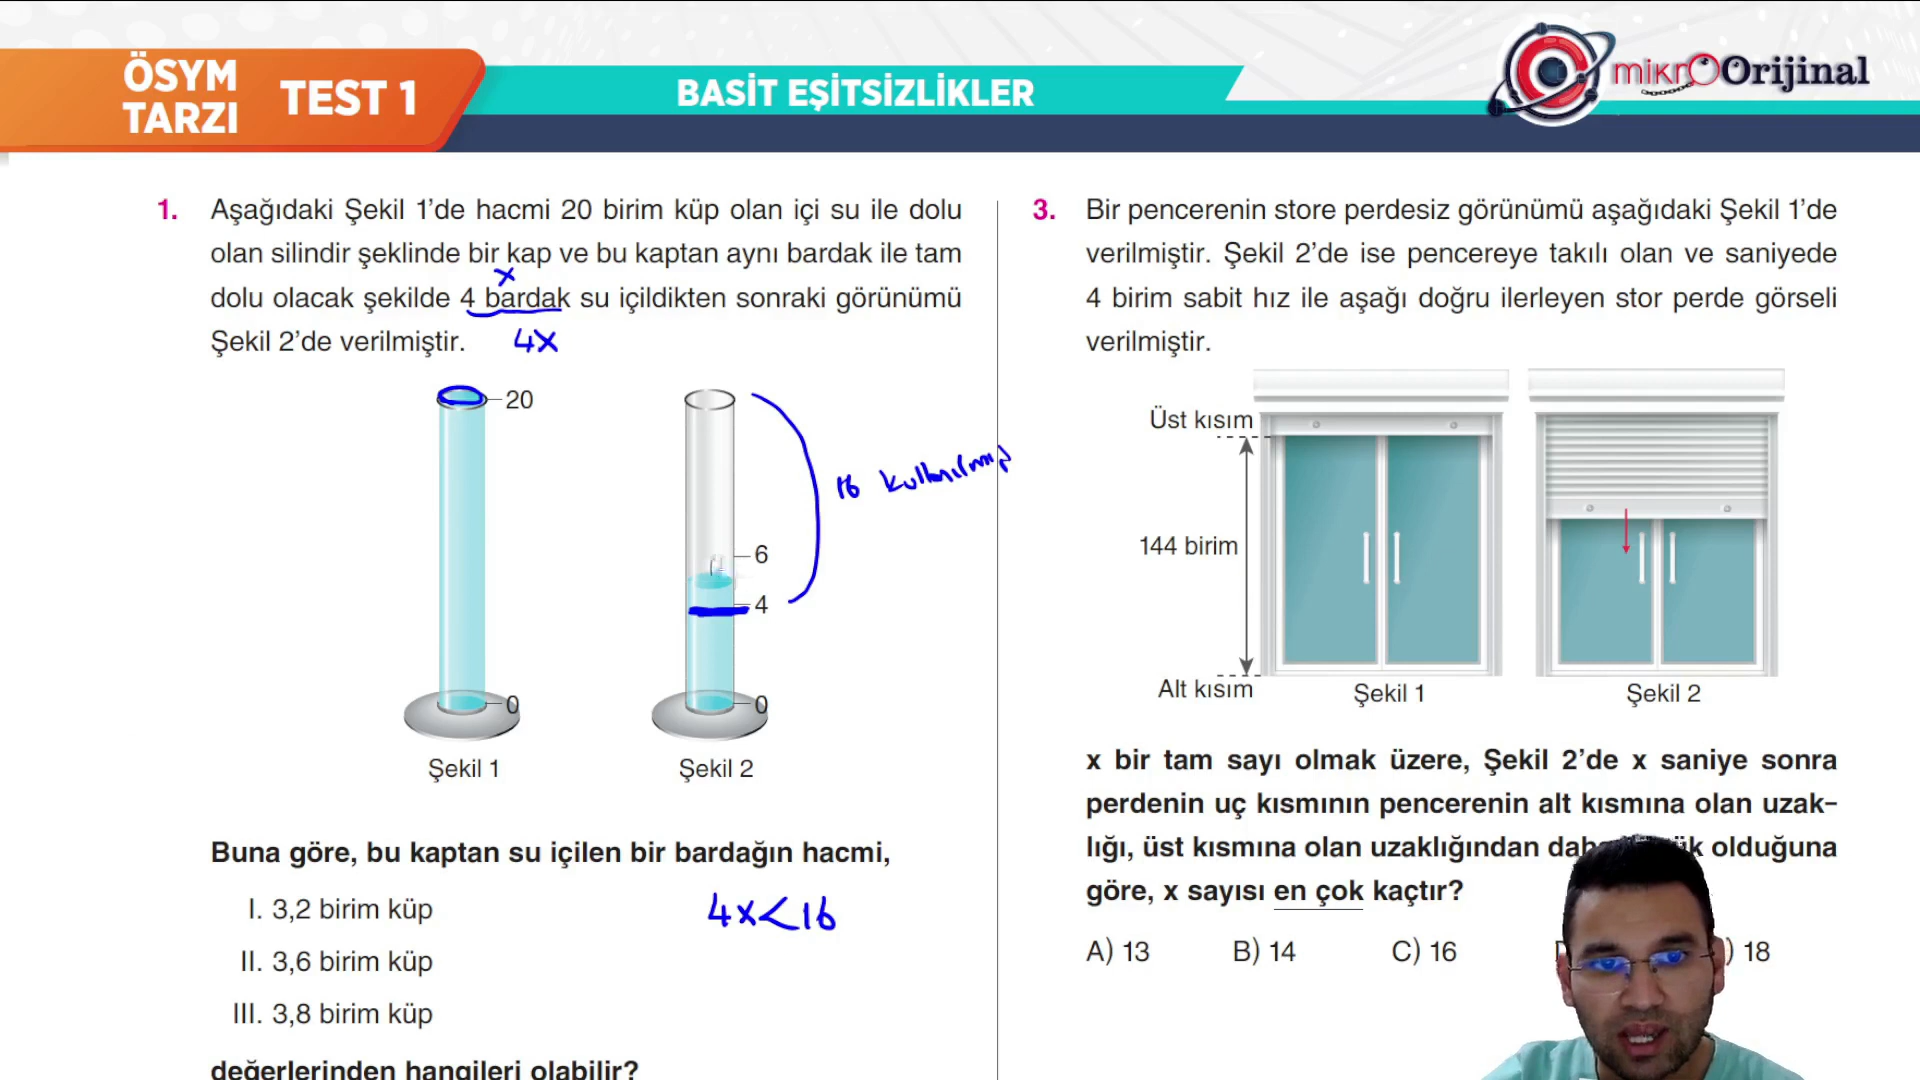 ÖSYM
TARZI
TEST 1
BASİT EŞİTSİZLİKLER
mikrOOrijinal
1. Aşağıdaki Şekil 1'de hacmi 20 birim küp olan içi su ile dolu
olan silindir şeklinde bir kap ve bu kaptan aynı bardak ile tam
x
dolu olacak şekilde 4 bardak su içildikten sonraki görünümü
Şekil 2'de verilmiştir.
4x
20
0
Şekil 1
6
4
0
Şekil 2
16 kullanılmış
Buna göre, bu kaptan su içilen bir bardağın hacmi,
I. 3,2 birim küp
4x<16
II. 3,6 birim küp
III. 3,8 birim küp
değerlerinden hangileri olabilir?
3. Bir pencerenin store perdesiz görünümü aşağıdaki Şekil 1'de
verilmiştir. Şekil 2'de ise pencereye takılı olan ve saniyede
4 birim sabit hız ile aşağı doğru ilerleyen stor perde görseli
verilmiştir.
Üst kısım
144 birim
Alt kısım
Şekil 1
Şekil 2
x bir tam sayı olmak üzere, Şekil 2'de x saniye sonra
perdenin uç kısmının pencerenin alt kısmına olan uzak-
lığı, üst kısmına olan uzaklığından olduğuna
göre, x sayısı en çok kaçtır?
A) 13 B) 14 C) 16 ) 18